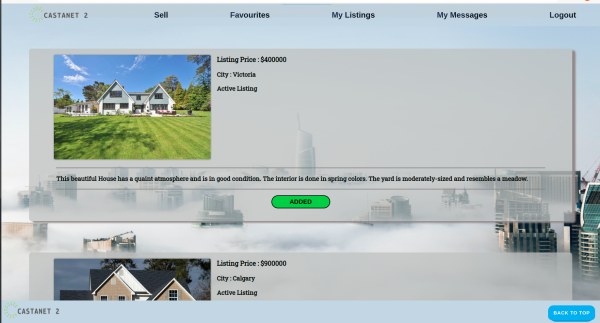 CASTANET 2
Sell
Favourites
My Listings
My Messages
Logout
Listing Price : $400000
City : Victoria
Active Listing
This beautiful House has a quaint atmosphere and is in good condition. The interior is done in spring colors. The yard is moderately-sized and resembles a meadow.
ADDED
Listing Price : $900000
City : Calgary
Active Listing
CASTANET 2
BACK TO TOP